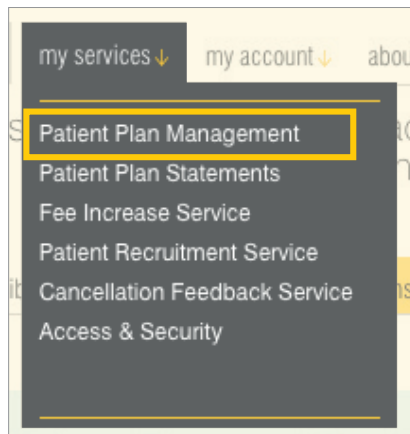 my services↓ my account↓
Patient Plan Management
Patient Plan Statements
Fee Increase Service
Patient Recruitment Service
Cancellation Feedback Service
Access & Security